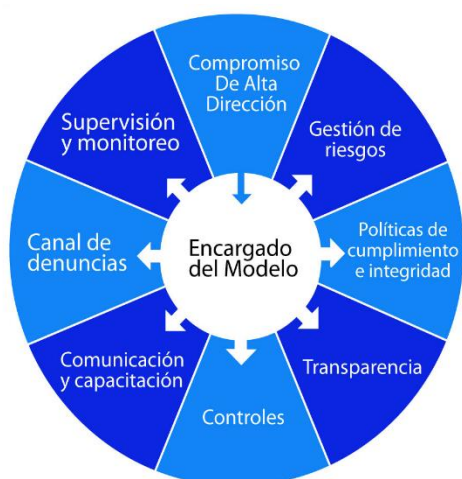 Compromiso
De Alta
Dirección
Gestión de
riesgos
Políticas de
cumplimiento
e integridad
Transparencia
Controles
Comunicación
y capacitación
Canal de
denuncias
Supervisión
y monitoreo
Encargado
del Modelo